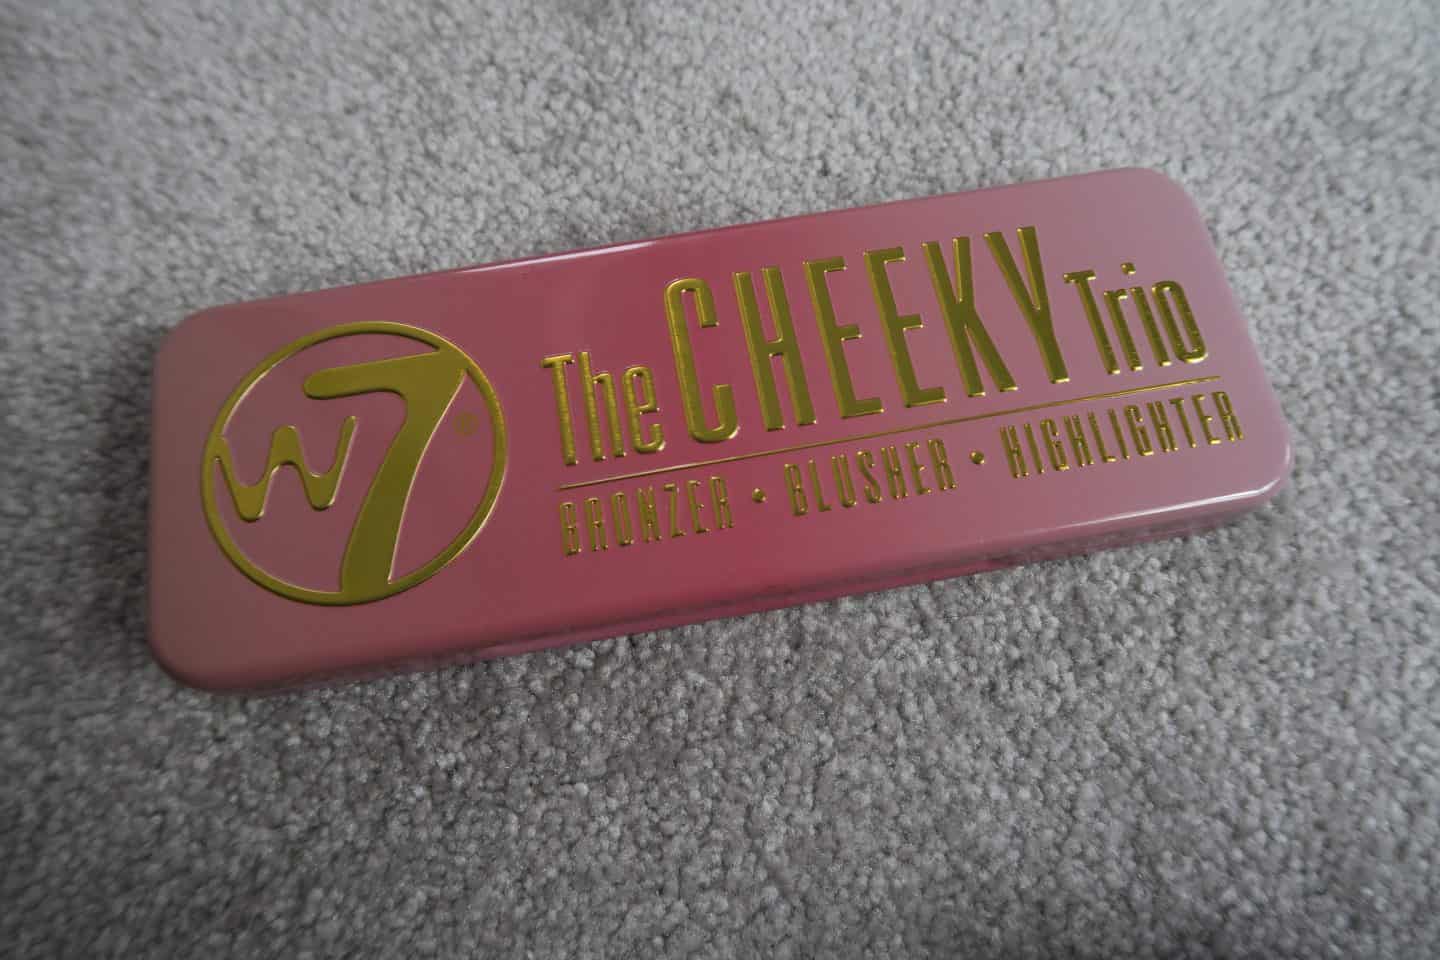 W7®
The CHEEKY Trio
BRONZER • BLUSHER • HIGHLIGHTER